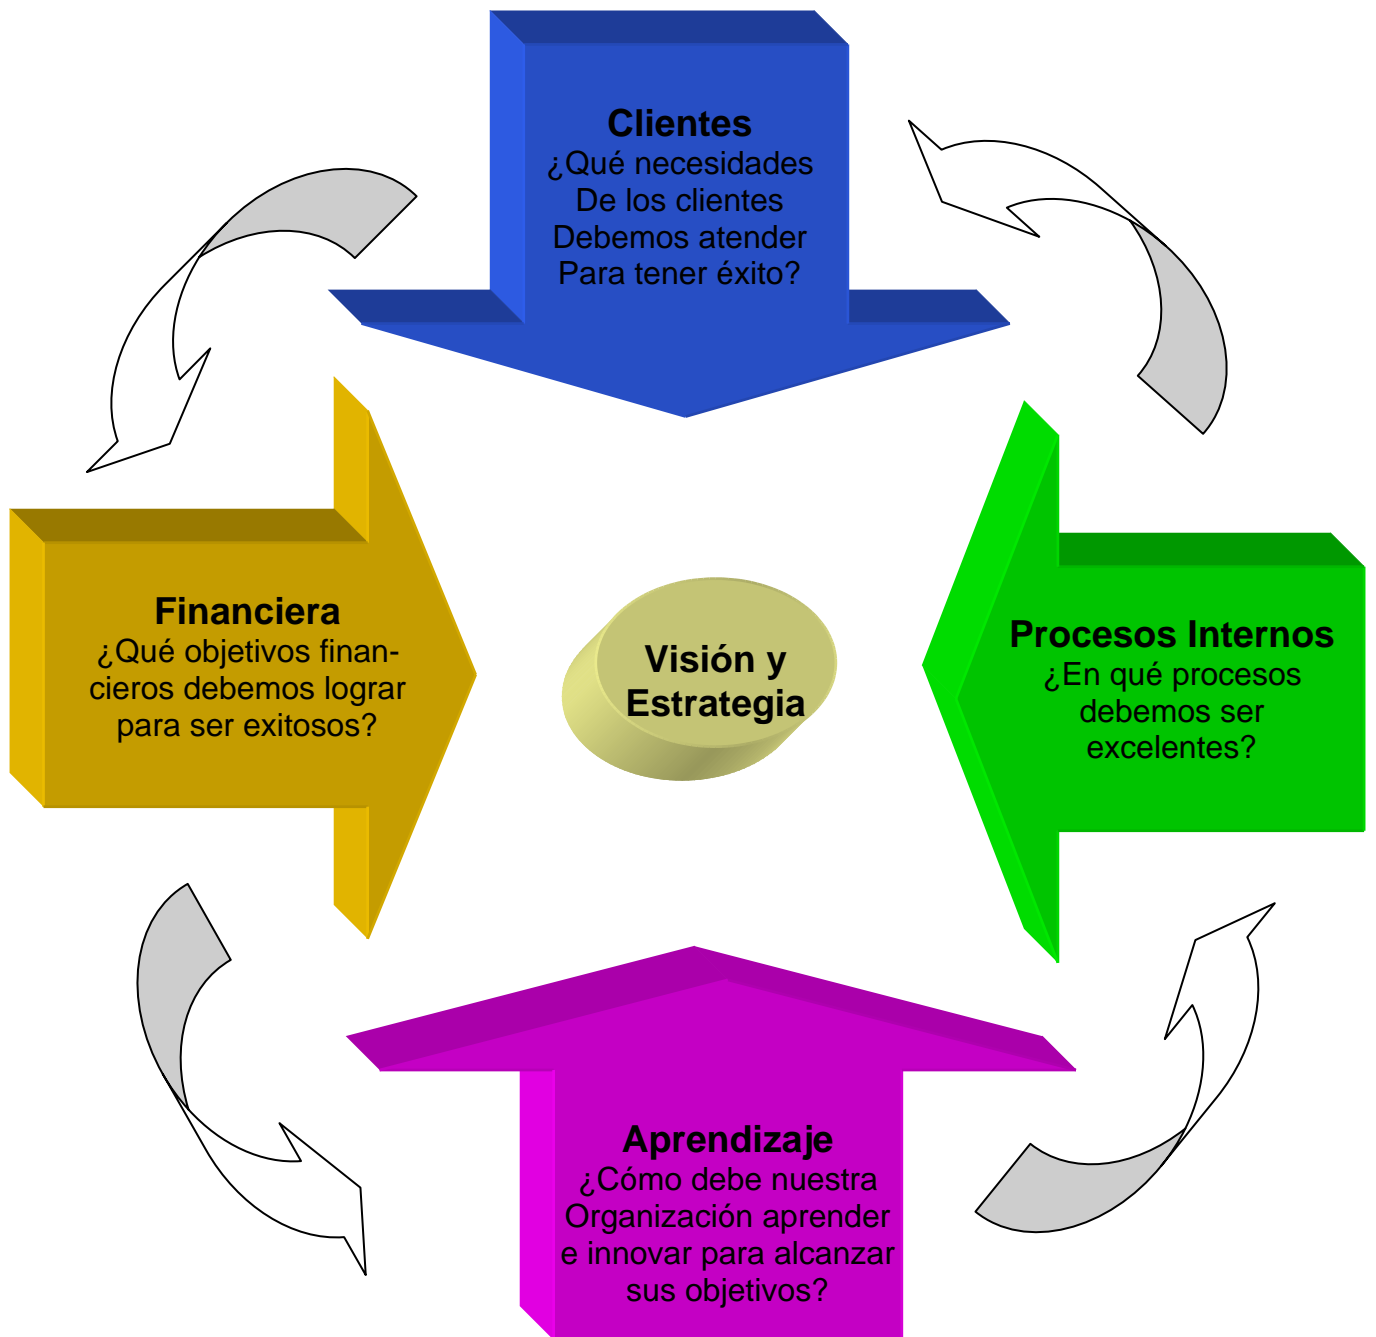 Clientes
¿Qué necesidades
De los clientes
Debemos atender
Para tener éxito?
Financiera
¿Qué objetivos finan-
cieros debemos lograr
para ser exitosos?
Visión y
Estrategia
Procesos Internos
¿En qué procesos
debemos ser
excelentes?
Aprendizaje
¿Cómo debe nuestra
Organización aprender
e innovar para alcanzar
sus objetivos?